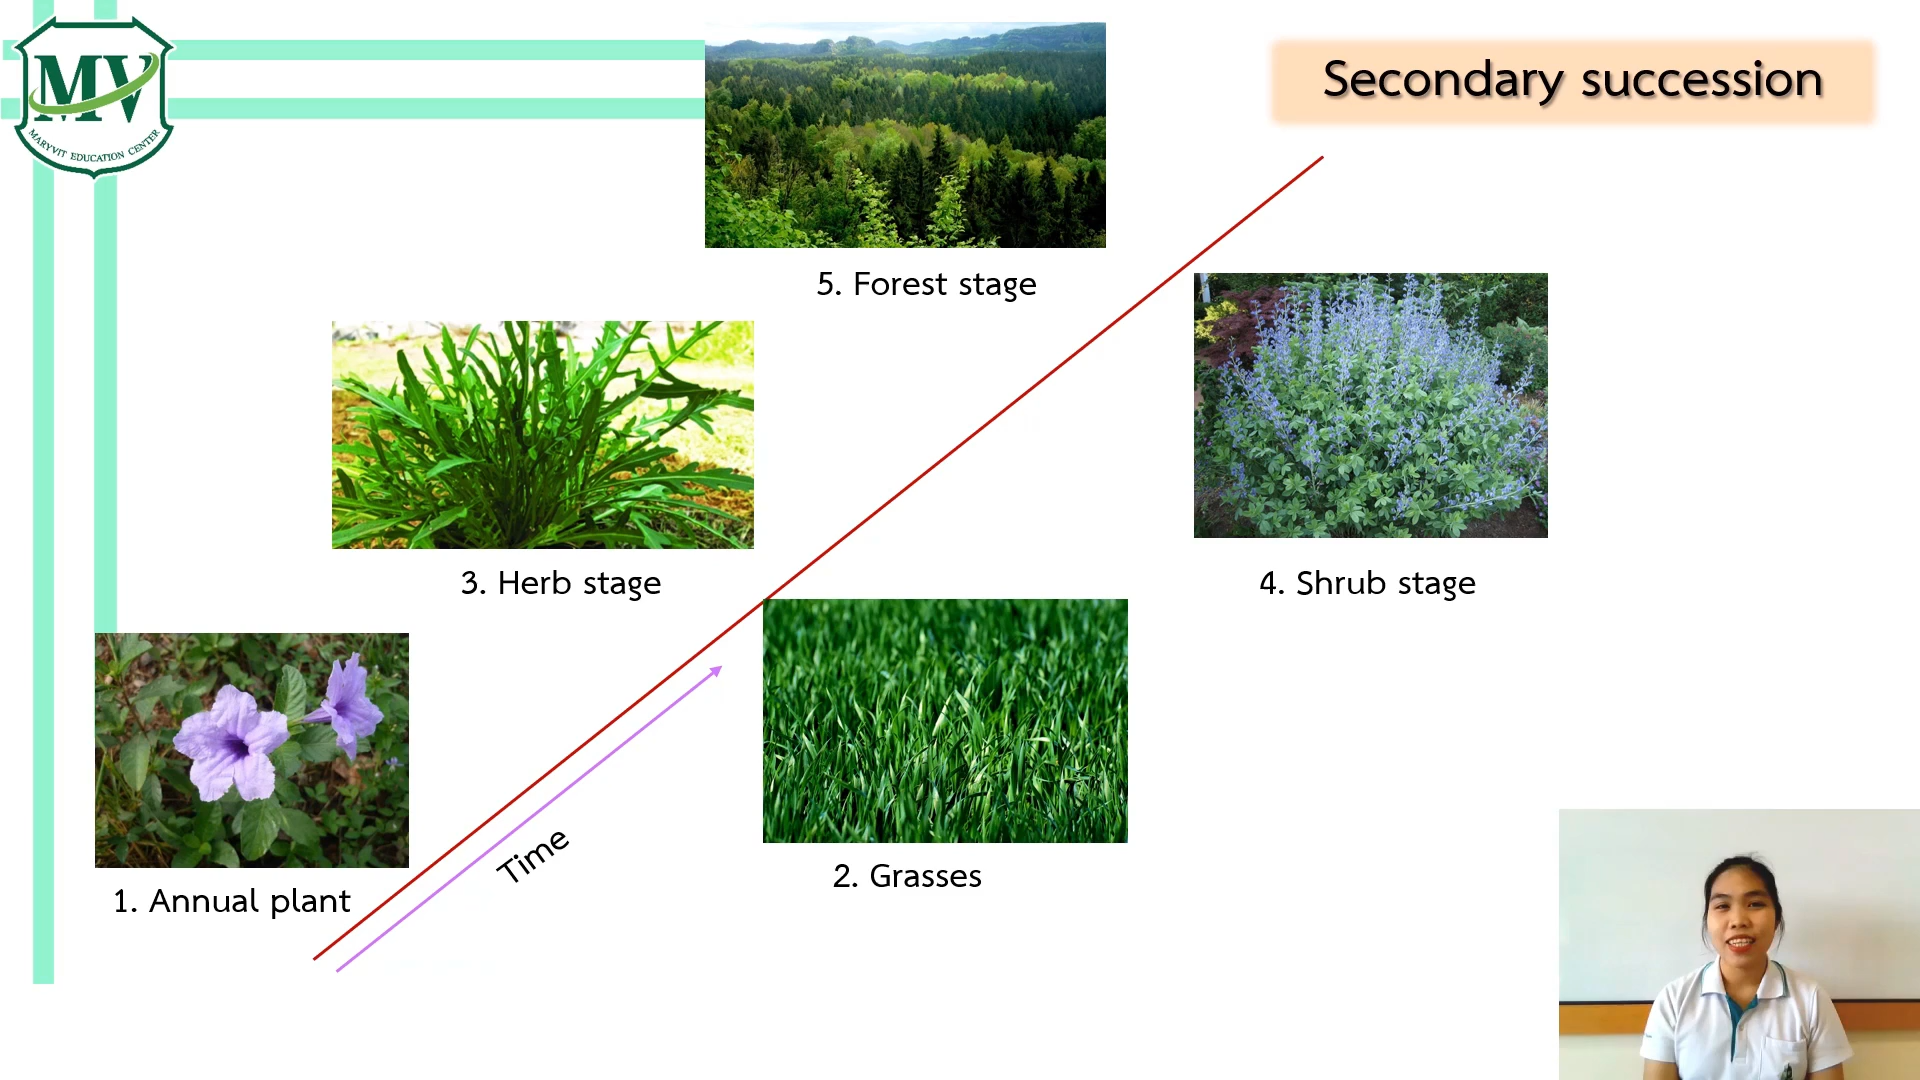 MV
MARYVIT EDUCATION CENTER
Secondary succession
5. Forest stage
3. Herb stage
4. Shrub stage
Time
2. Grasses
1. Annual plant